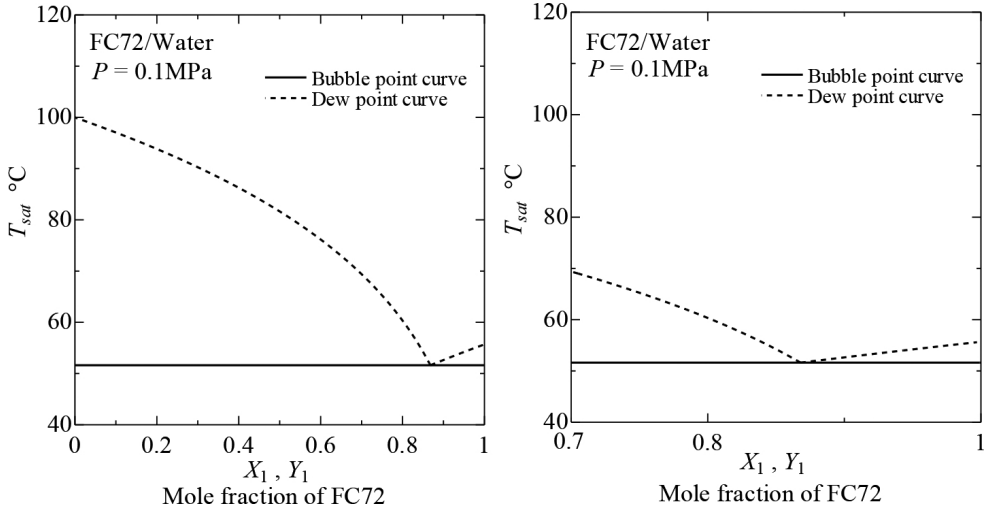 120
100
80
60
40
T_sat °C
FC72/Water
P = 0.1MPa
Bubble point curve
Dew point curve
0 0.2 0.4 0.6 0.8 1
X₁ , Y₁
Mole fraction of FC72
120
100
80
60
40
T_sat °C
FC72/Water
P = 0.1MPa
Bubble point curve
Dew point curve
0.7 0.8 1
X₁ , Y₁
Mole fraction of FC72